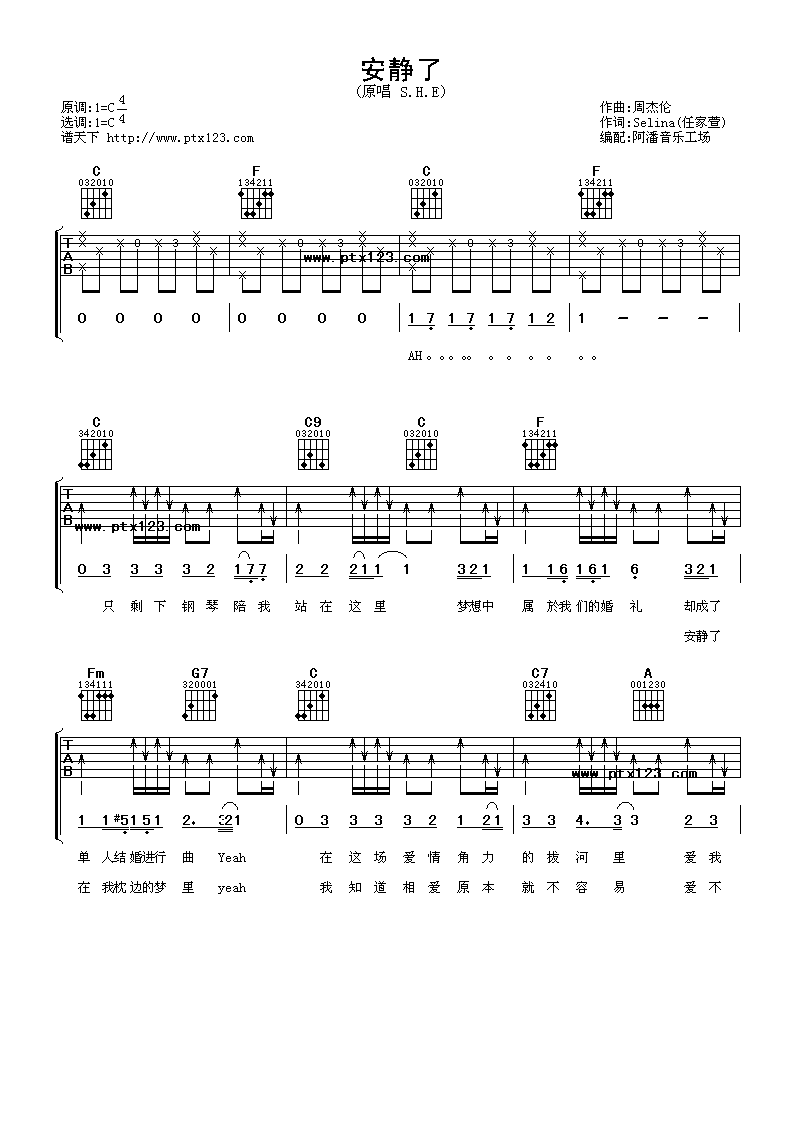 安静了
(原唱 S.H.E)
原调:1=C 4/4
选调:1=C
谱天下 http://www.ptx123.com
作曲:周杰伦
作词:Selina(任家萱)
编配:阿潘音乐工场
C F C F
032010 134211 032010 134211
T A B
0 3 0 3 0 3 0 3
www.ptx123.com
0 0 0 0 0 0 0 0 1 7 1 7 1 7 1 2 1 - - -
AH 。。。。。 。 。 。 。 。。
C C9 C F
342010 032010 032010 134211
T A B
www.ptx123.com
0 3 3 3 3 2 1 7 7 2 2 2 1 1 1 3 2 1 1 1 6 1 6 1 6 3 2 1
只 剩 下 钢 琴 陪 我 站 在 这 里 梦想中 属 於我 们的婚 礼 却成了
安静了
Fm G7 C C7 A
134111 320001 342010 032410 001230
T A B
www.ptx123.com
1 1 #5 1 5 1 2. 3 2 1 0 3 3 3 3 2 1 2 1 3 3 4. 3 3 2 3
单 人结 婚进行 曲 Yeah 在 这 场 爱 情 角 力 的 拔 河 里 爱 我
在 我枕 边的梦 里 yeah 我 知 道 相 爱 原 本 就 不 容 易 爱 不